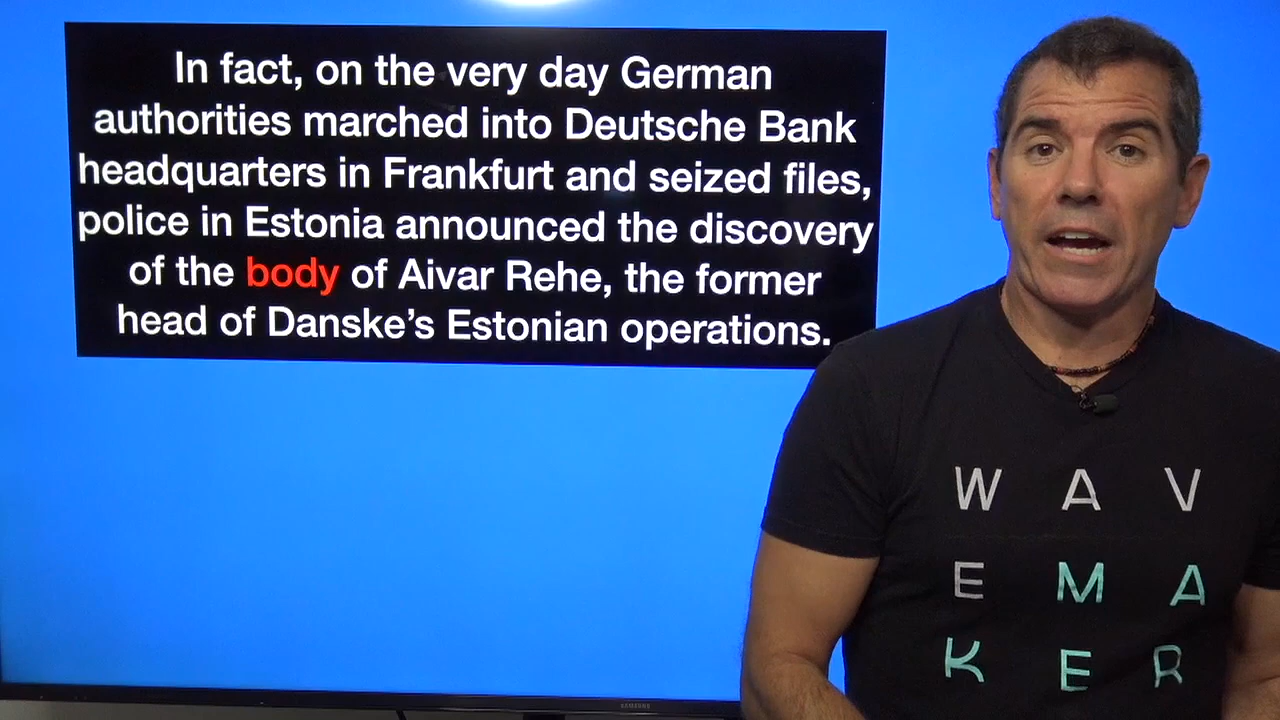 In fact, on the very day German
authorities marched into Deutsche Bank
headquarters in Frankfurt and seized files,
police in Estonia announced the discovery
of the body of Aivar Rehe, the former
head of Danske's Estonian operations.
W A V
E M A
K E R
SAMSUNG